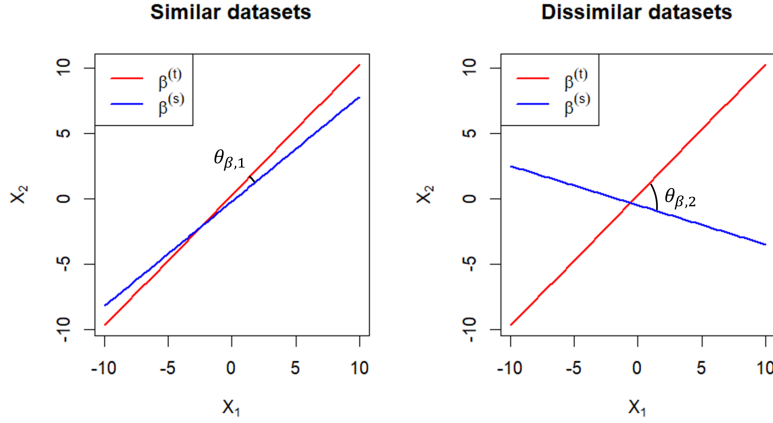 Similar datasets
β(t)
β(s)
θβ,1
X2
10
5
0
-5
-10
-10 -5 0 5 10
X1
Dissimilar datasets
β(t)
β(s)
θβ,2
X2
10
5
0
-5
-10
-10 -5 0 5 10
X1